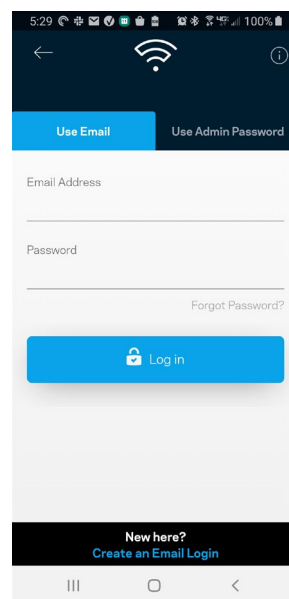 5:29 100%
Use Email Use Admin Password
Email Address
Password
Forgot Password?
Log in
New here?
Create an Email Login